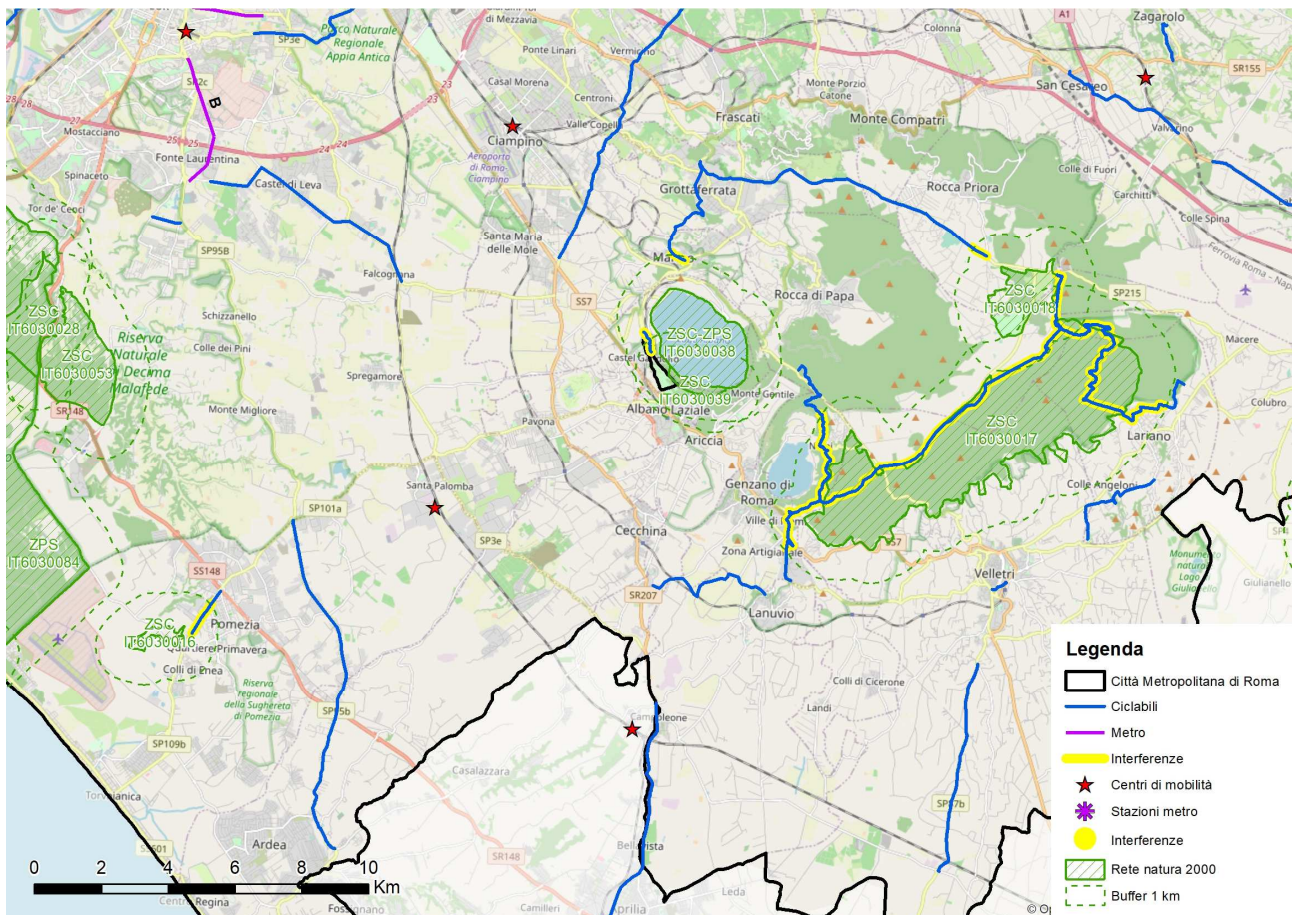 di Mezzavia
Zagarolo
A1
Colonna
SP3e
Parco Naturale
Regionale
Appia Antica
Ponte Linari
Vermicino
SR155
San Cesareo
28
28
27
23
23
B
Casal Morena
Monte Porzio
Catone
Centroni
Mostacciano
Frascati
Monte Compatri
Valvarino
Ciampino
Fonte Laurentina
Aeroporto
di Roma
Ciampino
Colle di Fuori
Spinaceto
Castel di Leva
Grottaferrata
Rocca Priora
Carchitti
Tor de' Cenci
Colle Spina
Santa Maria
delle Mole
SP95B
Falcognana
SS7
Rocca di Papa
SP215
ZSC
IT6030018
Schizzanello
ZSC
IT6030028
Riserva
Naturale
Decima
Malafede
ZSC-ZPS
IT6030038
Macere
ZSC
IT6030053
Colle dei Pini
Castel Gandolfo
Spregamore
ZSC
IT6030039
Monte Gentile
Colubro
SR148
Monte Migliore
Albano Laziale
Pavona
Ariccia
ZSC
IT6030017
Lariano
Genzano di
Roma
Colle Angeloni
Santa Palomba
SP101a
Cecchina
SP3e
Zona Artigianale
SS7
ZPS
IT6030084
Velletri
Giulianello
SS148
SR207
Lanuvio
ZSC
IT6030016
Pomezia
Quartiere Primavera
Colli di Enea
Riserva
regionale
della Sughereta
di Pomezia
Colli di Cicerone
Landi
Campoleone
SP95b
SP109b
Casalazzara
Torvaianica
Ardea
Bellavista
SR148
Leda
Aprilia
Camilleri
Fossignano
Centro Regina
0 2 4 6 8 10
Km
Legenda
Città Metropolitana di Roma
Ciclabili
Metro
Interferenze
Centri di mobilità
Stazioni metro
Interferenze
Rete natura 2000
Buffer 1 km